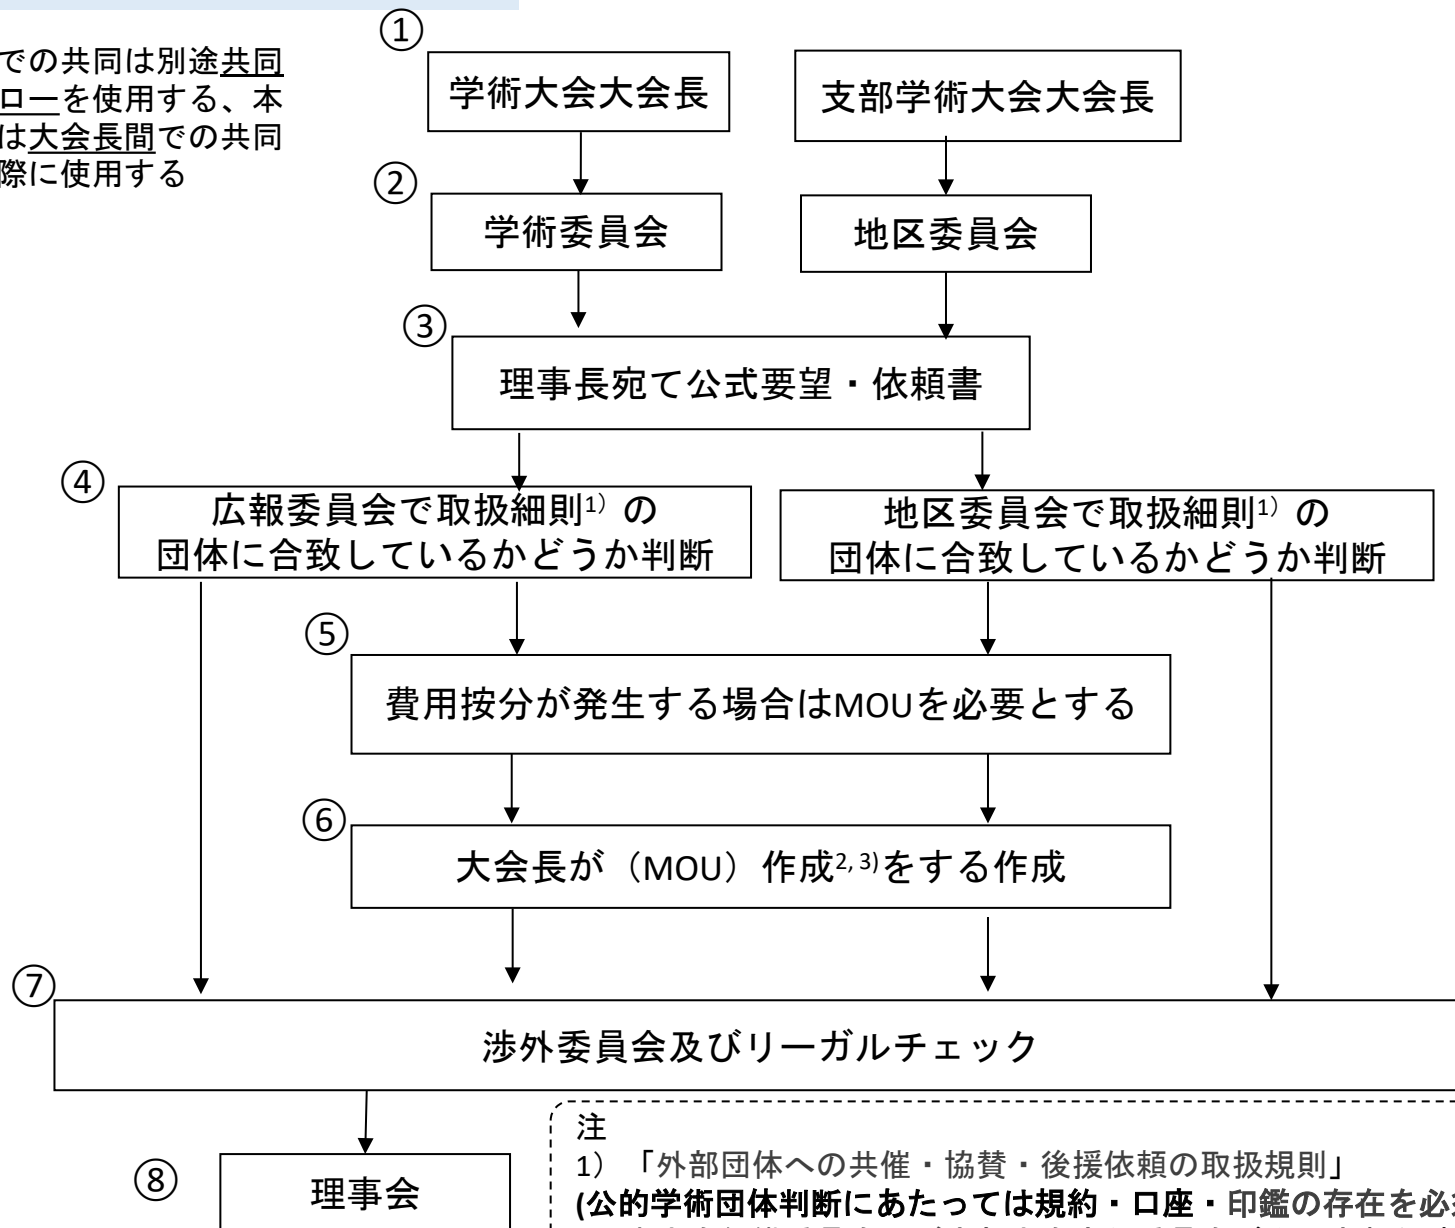 での共同は別途共同
ローを使用する、本
は大会長間での共同
際に使用する
①
学術大会大会長
支部学術大会大会長
②
学術委員会
地区委員会
③
理事長宛て公式要望・依頼書
④
広報委員会で取扱細則1）の
団体に合致しているかどうか判断
地区委員会で取扱細則1）の
団体に合致しているかどうか判断
⑤
費用按分が発生する場合はMOUを必要とする
⑥
大会長が（MOU）作成2, 3)をする作成
⑦
渉外委員会及びリーガルチェック
⑧
理事会
注
1）「外部団体への共催・協賛・後援依頼の取扱規則」
(公的学術団体判断にあたっては規約・口座・印鑑の存在を必